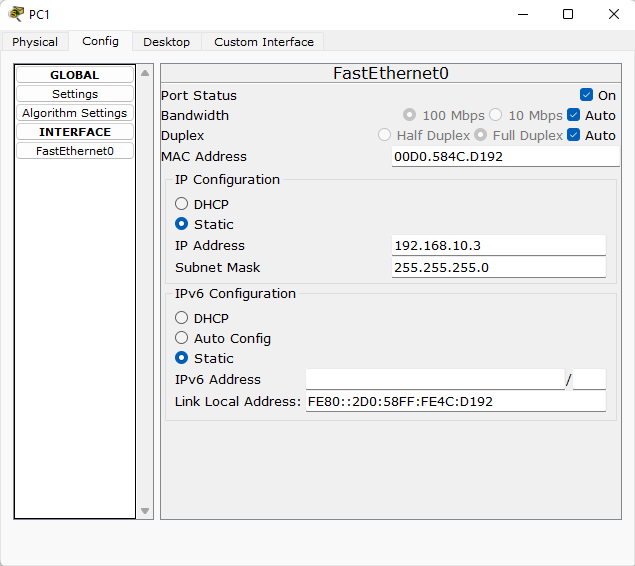 PC1
Physical Config Desktop Custom Interface
GLOBAL
Settings
Algorithm Settings
INTERFACE
FastEthernet0
FastEthernet0
Port Status On
Bandwidth 100 Mbps 10 Mbps Auto
Duplex Half Duplex Full Duplex Auto
MAC Address 00D0.584C.D192
IP Configuration
DHCP
Static
IP Address 192.168.10.3
Subnet Mask 255.255.255.0
IPv6 Configuration
DHCP
Auto Config
Static
IPv6 Address /
Link Local Address: FE80::2D0:58FF:FE4C:D192